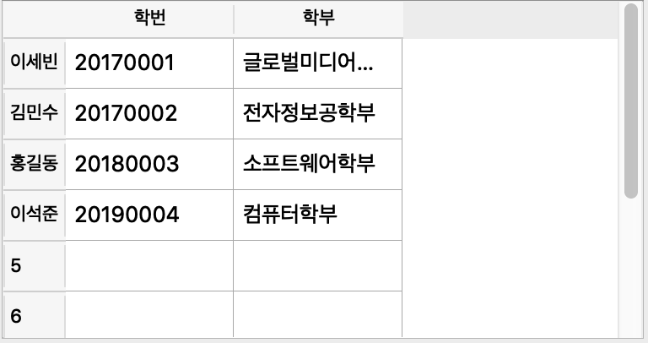 학번 학부
이세빈 20170001 글로벌미디어...
김민수 20170002 전자정보공학부
홍길동 20180003 소프트웨어학부
이석준 20190004 컴퓨터학부
5
6